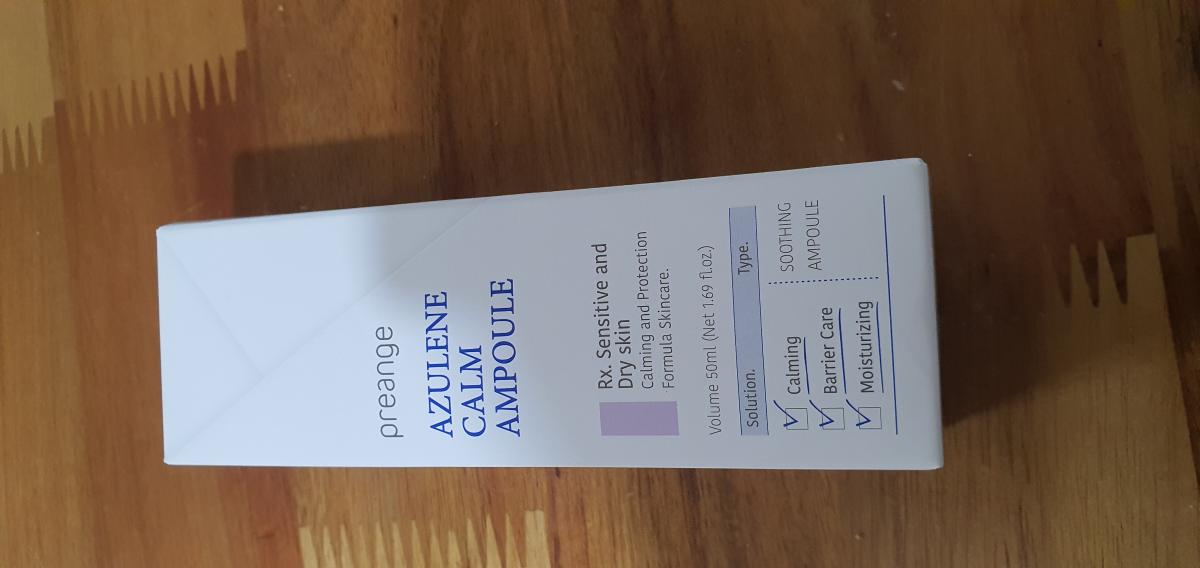 preange
AZULENE
CALM
AMPOULE
Rx. Sensitive and
Dry skin
Calming and Protection
Formula Skincare.
Volume 50ml (Net 1.69 fl.oz.)
Solution. Type.
Calming
Barrier Care
Moisturizing
SOOTHING
AMPOULE